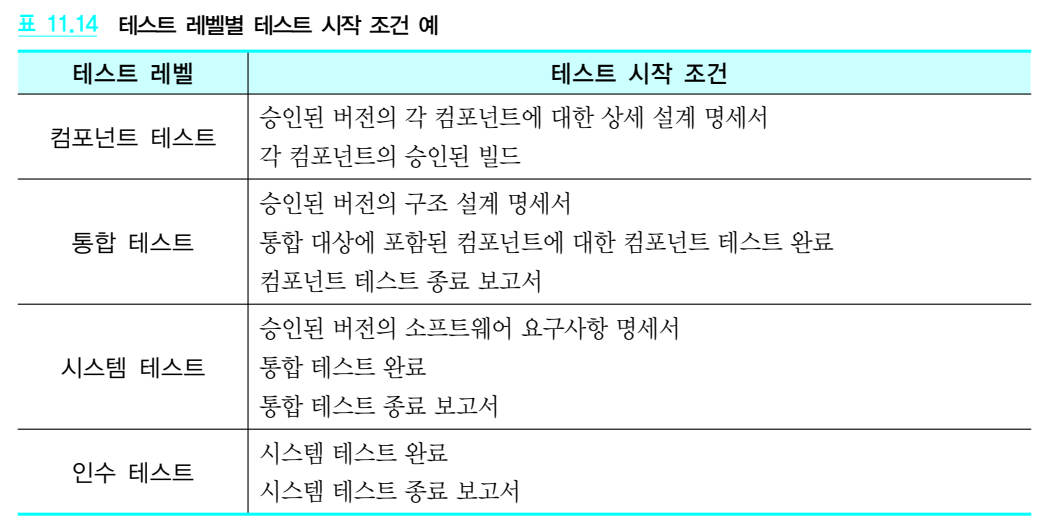 표 11.14 테스트 레벨별 테스트 시작 조건 예
테스트 레벨 테스트 시작 조건
컴포넌트 테스트
승인된 버전의 각 컴포넌트에 대한 상세 설계 명세서
각 컴포넌트의 승인된 빌드
통합 테스트
승인된 버전의 구조 설계 명세서
통합 대상에 포함된 컴포넌트에 대한 컴포넌트 테스트 완료
컴포넌트 테스트 종료 보고서
시스템 테스트
승인된 버전의 소프트웨어 요구사항 명세서
통합 테스트 완료
통합 테스트 종료 보고서
인수 테스트
시스템 테스트 완료
시스템 테스트 종료 보고서